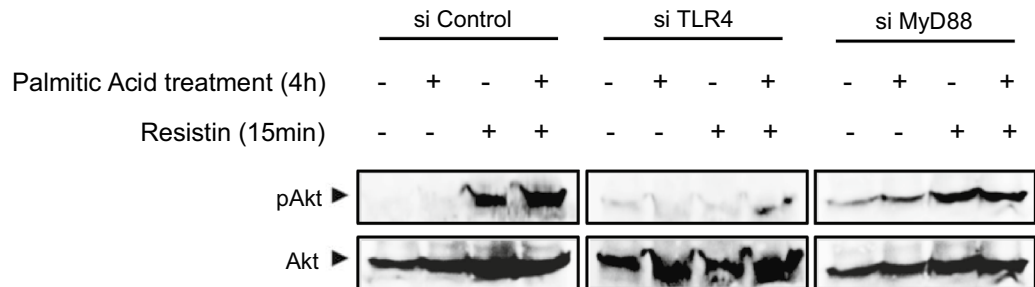 si Control si TLR4 si MyD88
Palmitic Acid treatment (4h) - + - + - + - + - + - +
Resistin (15min) - - + + - - + + - - + +
pAkt
Akt